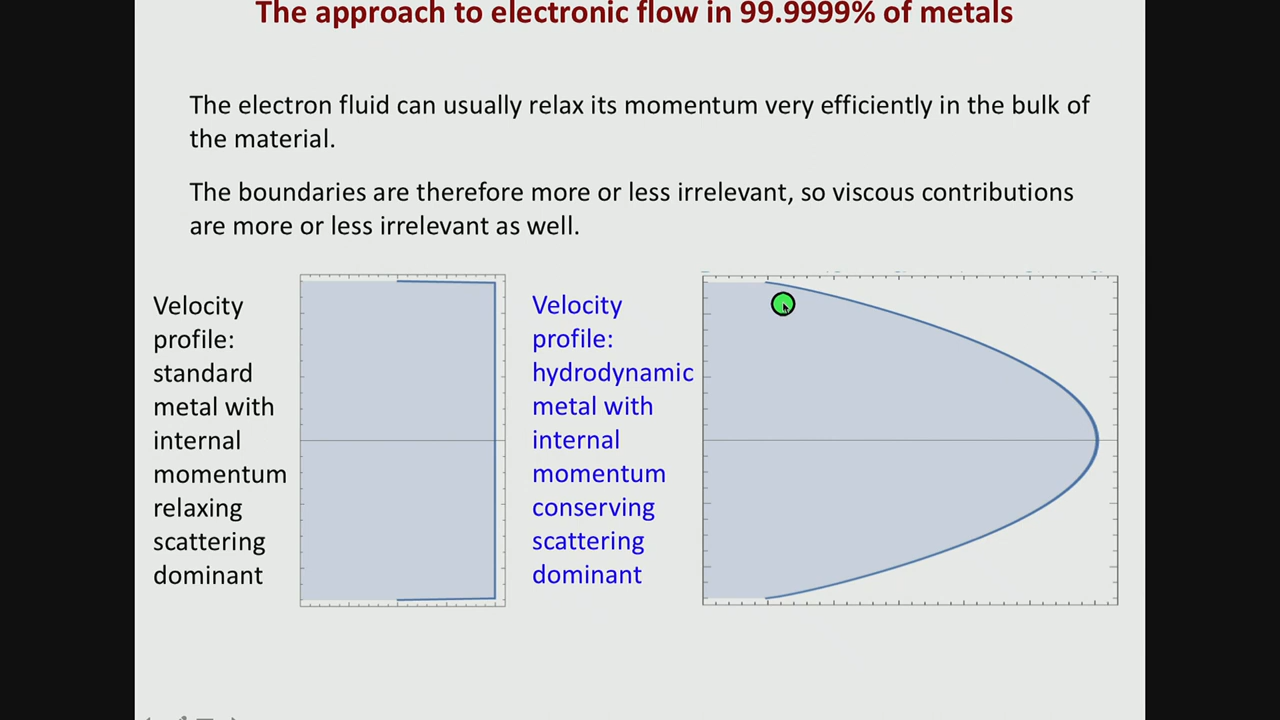 The approach to electronic flow in 99.9999% of metals
The electron fluid can usually relax its momentum very efficiently in the bulk of
the material.
The boundaries are therefore more or less irrelevant, so viscous contributions
are more or less irrelevant as well.
Velocity
profile:
standard
metal with
internal
momentum
relaxing
scattering
dominant
Velocity
profile:
hydrodynamic
metal with
internal
momentum
conserving
scattering
dominant